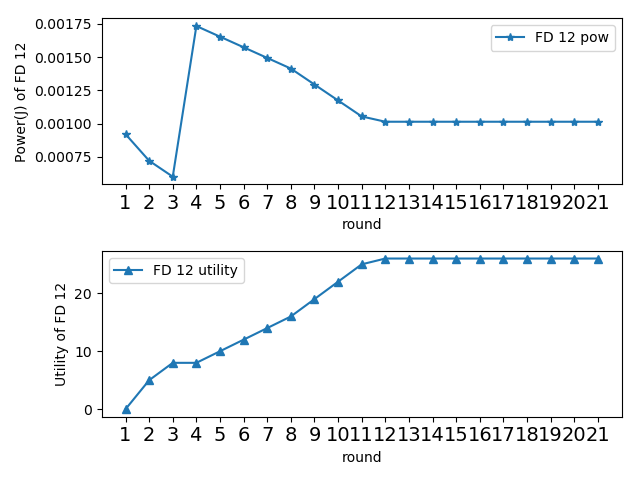 0.00175
0.00150
0.00125
0.00100
0.00075
Power(J) of FD 12
FD 12 pow
1 2 3 4 5 6 7 8 9 10 11 12 13 14 15 16 17 18 19 20 21
round
20
10
0
Utility of FD 12
FD 12 utility
1 2 3 4 5 6 7 8 9 10 11 12 13 14 15 16 17 18 19 20 21
round